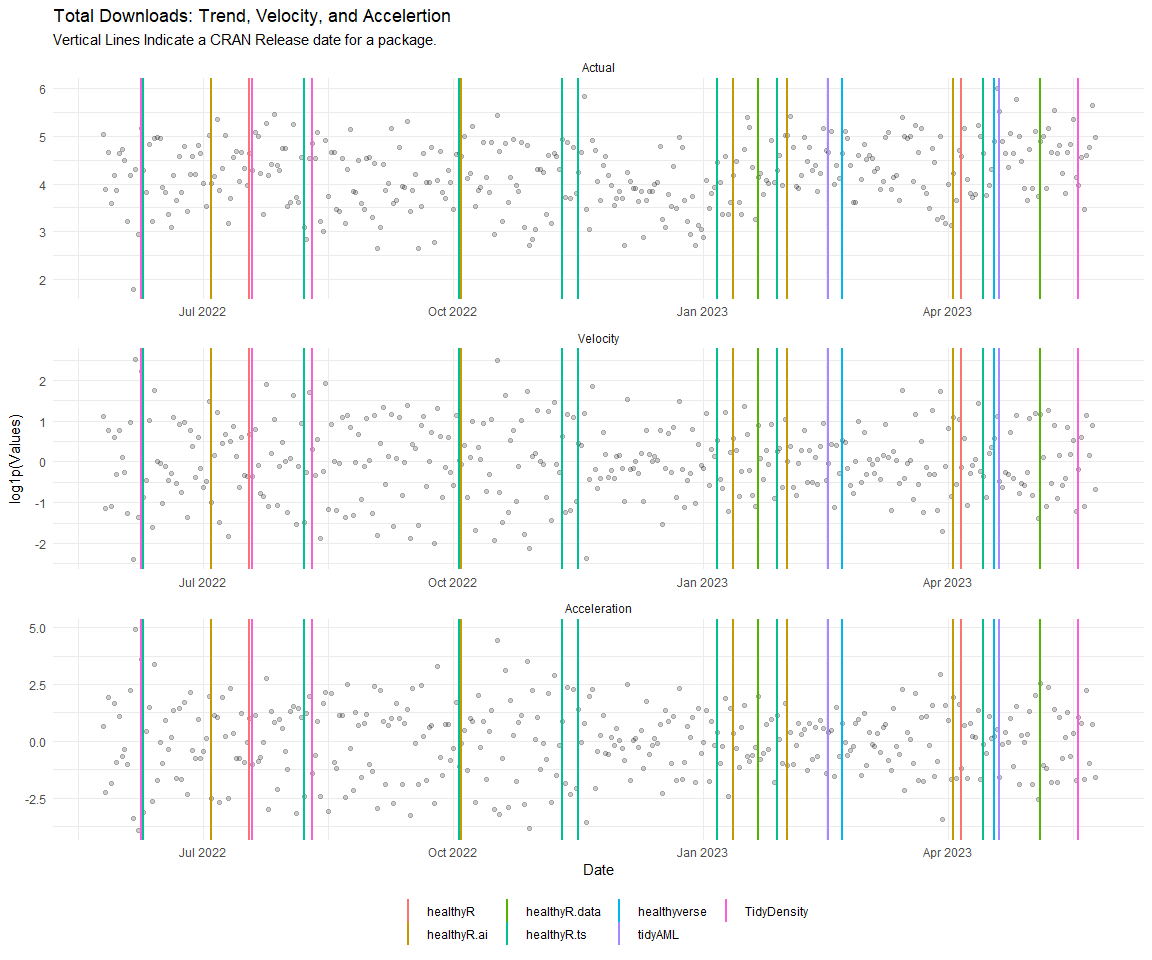 Total Downloads: Trend, Velocity, and Accelertion
Vertical Lines Indicate a CRAN Release date for a package.
Actual
6
5
4
3
2
Jul 2022 Oct 2022 Jan 2023 Apr 2023
Velocity
2
1
0
-1
-2
Jul 2022 Oct 2022 Jan 2023 Apr 2023
log1p(Values)
Acceleration
5.0
2.5
0.0
-2.5
Jul 2022 Oct 2022 Jan 2023 Apr 2023
Date
healthyR healthyR.data healthyverse TidyDensity
healthyR.ai healthyR.ts tidyAML